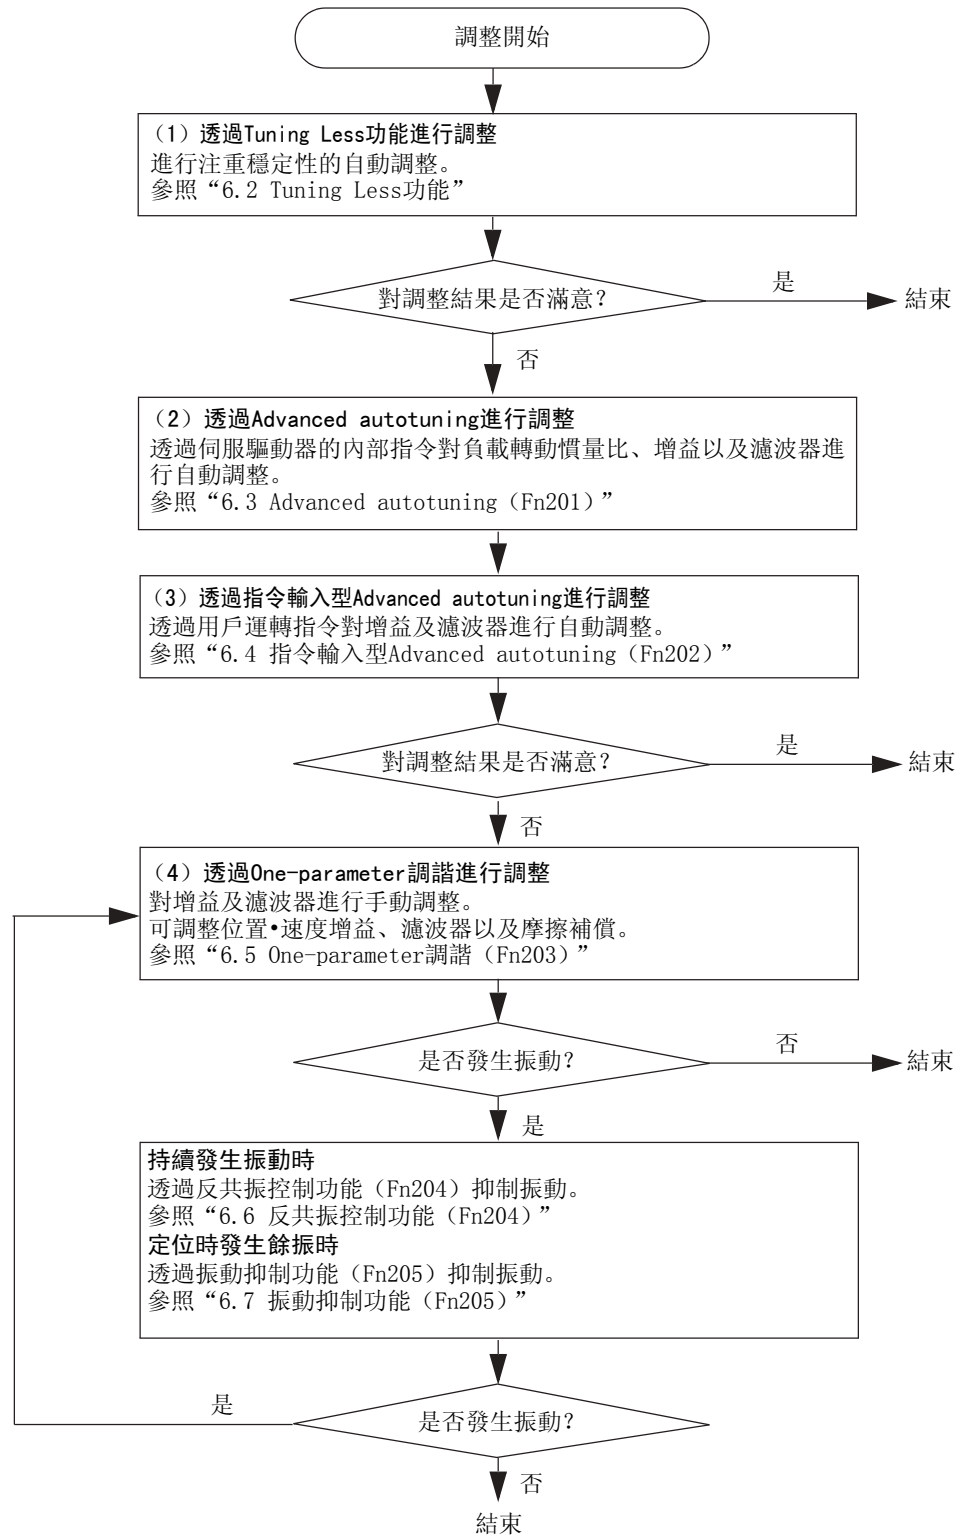 調整開始
（1）透過Tuning Less功能進行調整
進行注重穩定性的自動調整。
參照“6.2 Tuning Less功能”
對調整結果是否滿意？
是
結束
否
（2）透過Advanced autotuning進行調整
透過伺服驅動器的內部指令對負載轉動慣量比、增益以及濾波器進
行自動調整。
參照“6.3 Advanced autotuning（Fn201）”
（3）透過指令輸入型Advanced autotuning進行調整
透過用戶運轉指令對增益及濾波器進行自動調整。
參照“6.4 指令輸入型Advanced autotuning（Fn202）”
對調整結果是否滿意？
是
結束
否
（4）透過One-parameter調諧進行調整
對增益及濾波器進行手動調整。
可調整位置•速度增益、濾波器以及摩擦補償。
參照“6.5 One-parameter調諧（Fn203）”
是否發生振動？
否
結束
是
持續發生振動時
透過反共振控制功能（Fn204）抑制振動。
參照“6.6 反共振控制功能（Fn204）”
定位時發生餘振時
透過振動抑制功能（Fn205）抑制振動。
參照“6.7 振動抑制功能（Fn205）”
是
是否發生振動？
否
結束